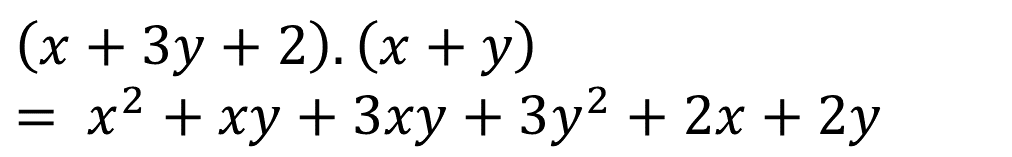 (x + 3y + 2). (x + y)
= x² + xy + 3xy + 3y² + 2x + 2y